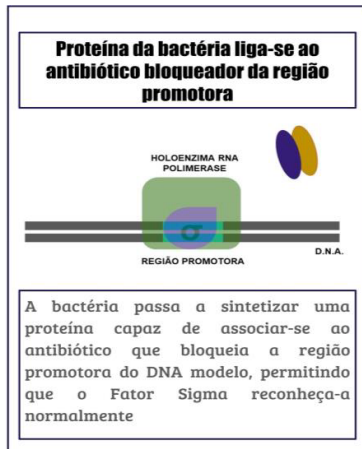 Proteína da bactéria liga-se ao
antibiótico bloqueador da região
promotora
HOLOENZIMA RNA
POLIMERASE
σ
D.N.A.
REGIÃO PROMOTORA
A bactéria passa a sintetizar uma
proteína capaz de associar-se ao
antibiótico que bloqueia a região
promotora do DNA modelo, permitindo
que o Fator Sigma reconheça-a
normalmente